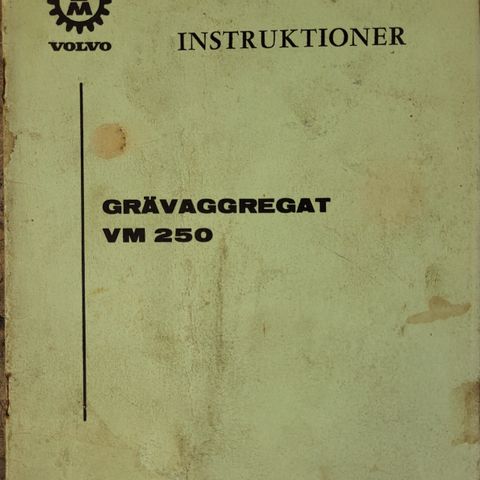 M
VOLVO
INSTRUKTIONER
GRÄVAGGREGAT
VM 250